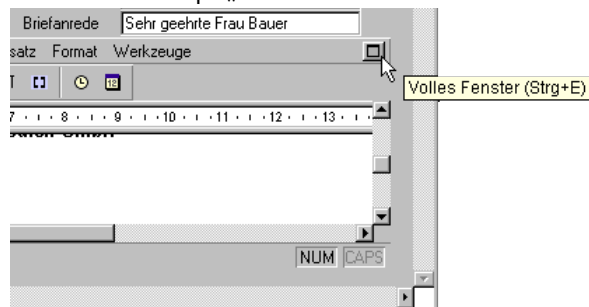 Briefanrede Sehr geehrte Frau Bauer
satz Format Werkzeuge
12
Volles Fenster (Strg+E)
7 8 9 10 11 12 13
NUM CAPS